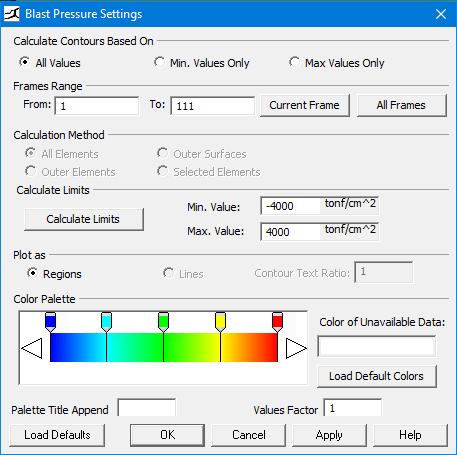 Blast Pressure Settings
Calculate Contours Based On
All Values Min. Values Only Max Values Only
Frames Range
From: 1 To: 111 Current Frame All Frames
Calculation Method
All Elements Outer Surfaces
Outer Elements Selected Elements
Calculate Limits
Calculate Limits Min. Value: -4000 tonf/cm^2
Max. Value: 4000 tonf/cm^2
Plot as
Regions Lines Contour Text Ratio: 1
Color Palette
Color of Unavailable Data:
Load Default Colors
Palette Title Append Values Factor 1
Load Defaults OK Cancel Apply Help